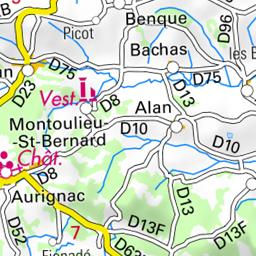 Benque
Picot
D96
Bachas
les B
an
D75
D75
Vest.
D23
D8
D13
Alan
Montoulieu-
-St-Bernard
D10
D10
Chât.
D8
Aurignac
D13
D52
7
D13F
D13F